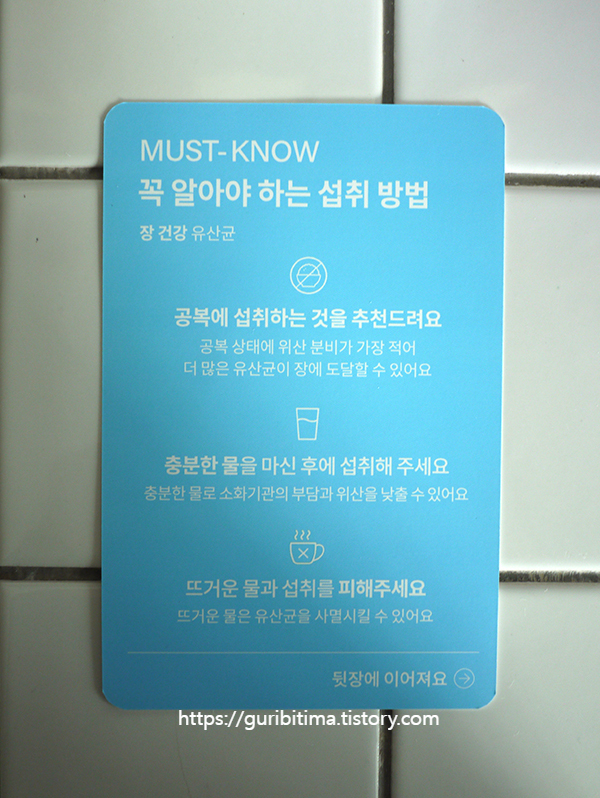 MUST-KNOW
꼭 알아야 하는 섭취 방법
장 건강 유산균
공복에 섭취하는 것을 추천드려요
공복 상태에 위산 분비가 가장 적어
더 많은 유산균이 장에 도달할 수 있어요
충분한 물을 마신 후에 섭취해 주세요
충분한 물로 소화기관의 부담과 위산을 낮출 수 있어요
뜨거운 물과 섭취를 피해주세요
뜨거운 물은 유산균을 사멸시킬 수 있어요
뒷장에 이어져요
https://guribitima.tistory.com